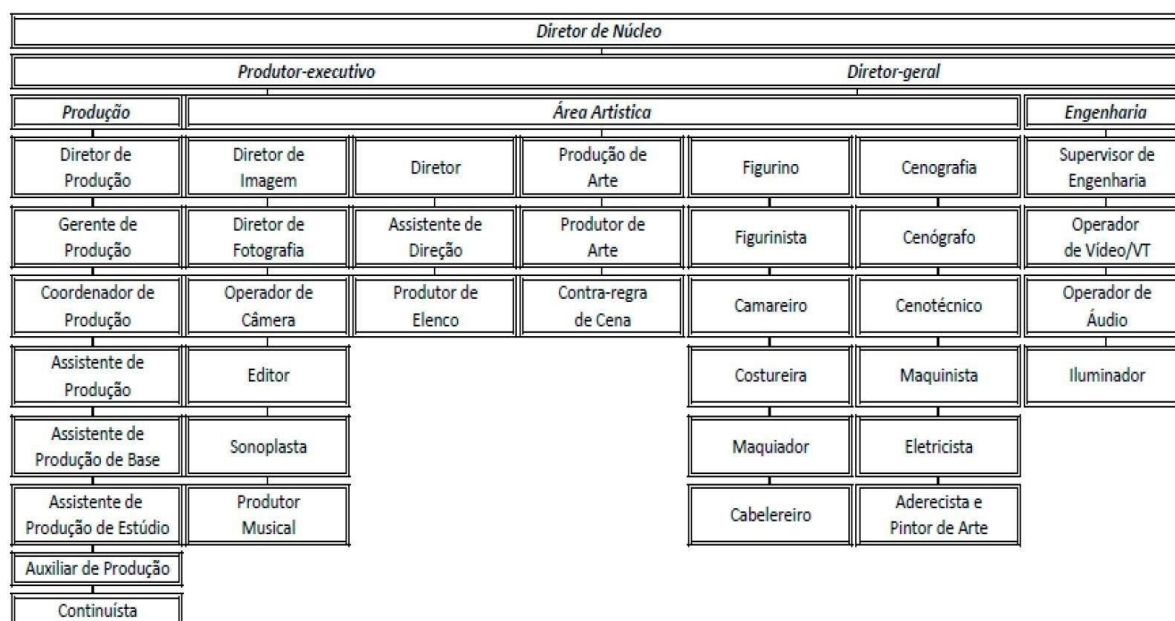 Diretor de Núcleo
Produtor-executivo
Diretor-geral
Produção
Área Artistica
Engenharia
Diretor de
Produção
Diretor de
Imagem
Diretor
Produção de
Arte
Figurino
Cenografia
Supervisor de
Engenharia
Gerente de
Produção
Diretor de
Fotografia
Assistente de
Direção
Produtor de
Arte
Figurinista
Cenógrafo
Operador
de Vídeo/VT
Coordenador de
Produção
Operador de
Câmera
Produtor de
Elenco
Contra-regra
de Cena
Camareiro
Cenotécnico
Operador de
Áudio
Assistente de
Produção
Editor
Costureira
Maquinista
Iluminador
Assistente de
Produção de Base
Sonoplasta
Maquiador
Eletricista
Assistente de
Produção de Estúdio
Produtor
Musical
Cabelereiro
Aderecista e
Pintor de Arte
Auxiliar de Produção
Continuísta